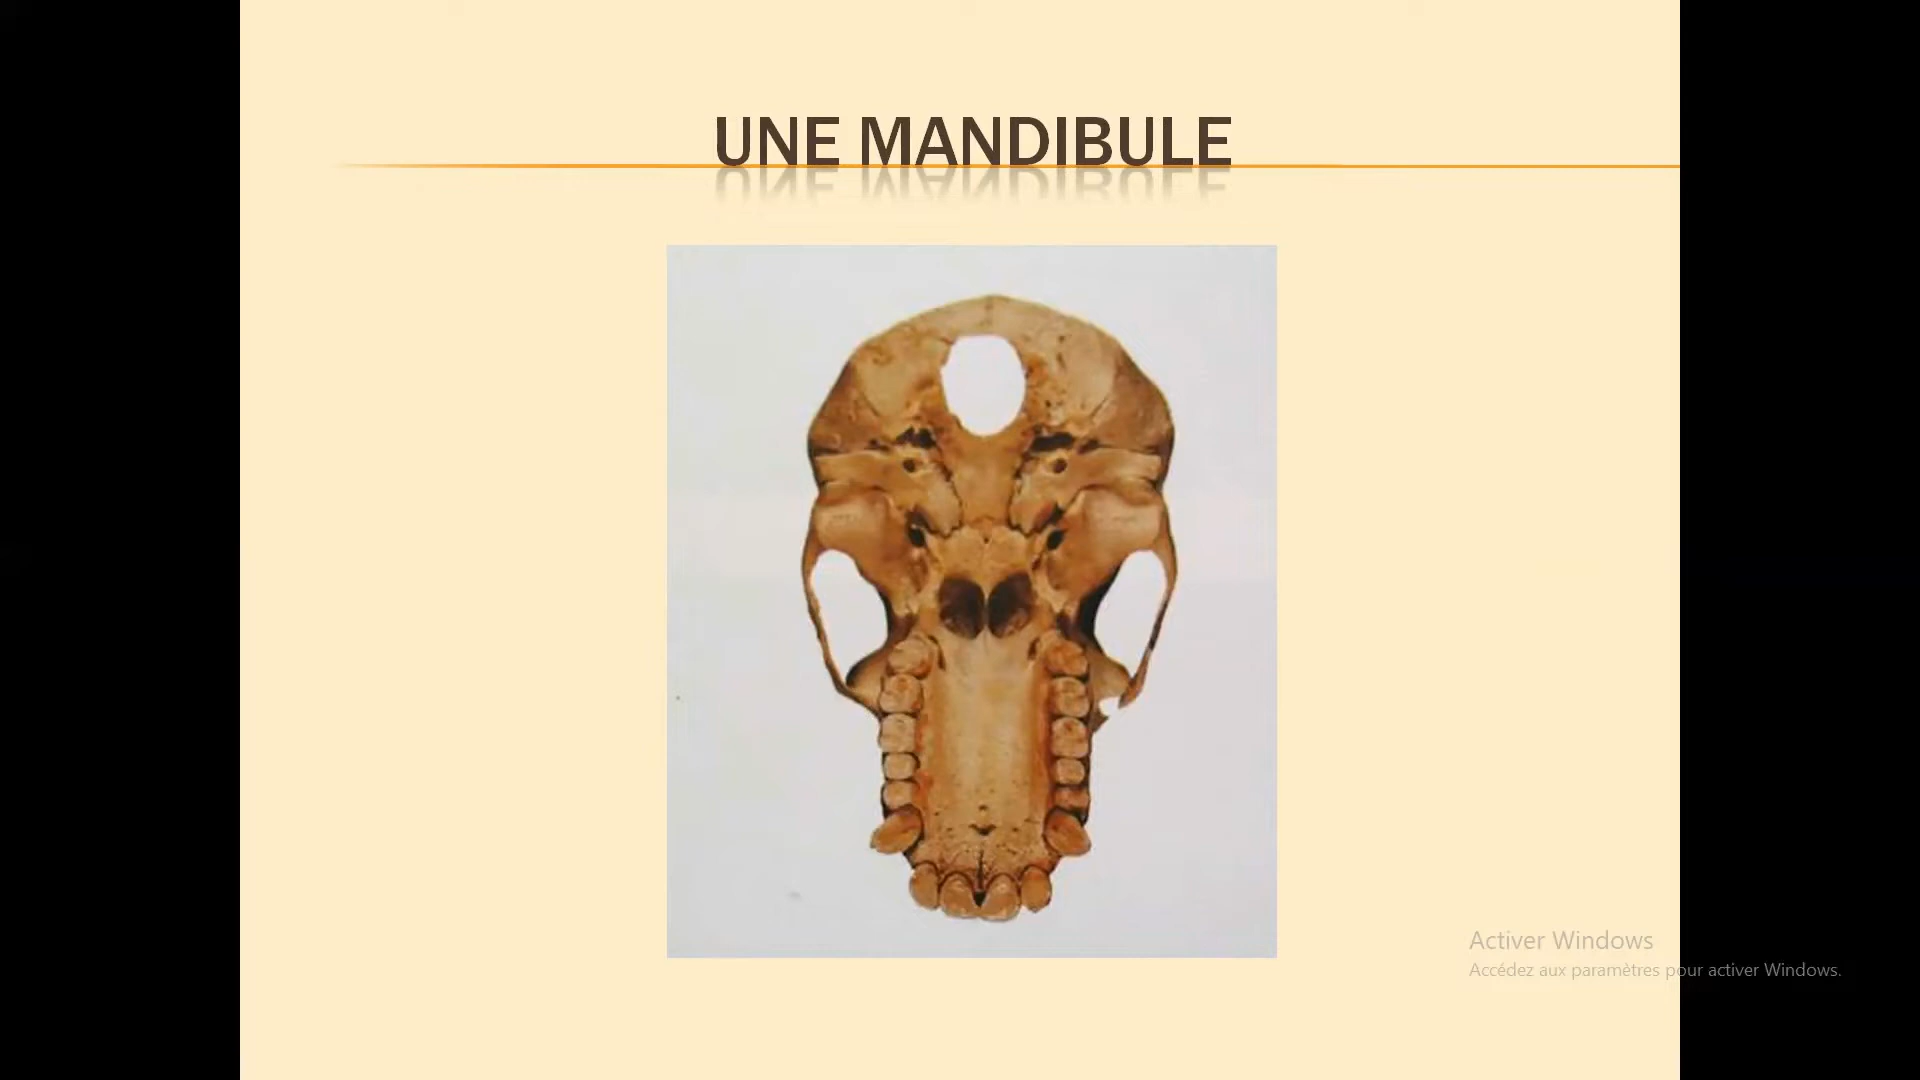 UNE MANDIBULE
Activer Windows
Accédez aux paramètres pour activer Windows.